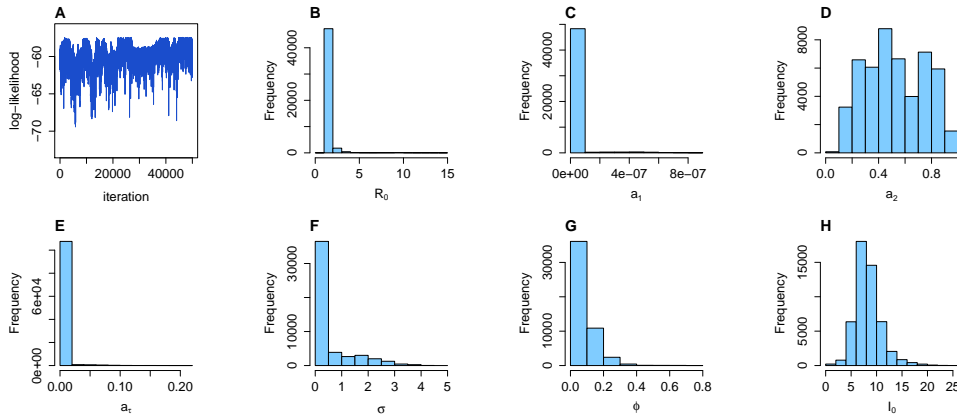 A
log−likelihood
−60
−65
−70
0
20000
40000
iteration
B
Frequency
0
20000
40000
0
5
10
15
R0
C
Frequency
0
20000
40000
0e+00
4e−07
8e−07
a1
D
Frequency
0
4000
8000
0.0
0.4
0.8
a2
E
Frequency
0e+00
6e+04
0.00
0.10
0.20
aτ
F
Frequency
0
10000
30000
0
1
2
3
4
5
σ
G
Frequency
0
10000
30000
0.0
0.2
0.4
0.6
0.8
ϕ
H
Frequency
0
5000
15000
0
5
10
15
20
25
I0